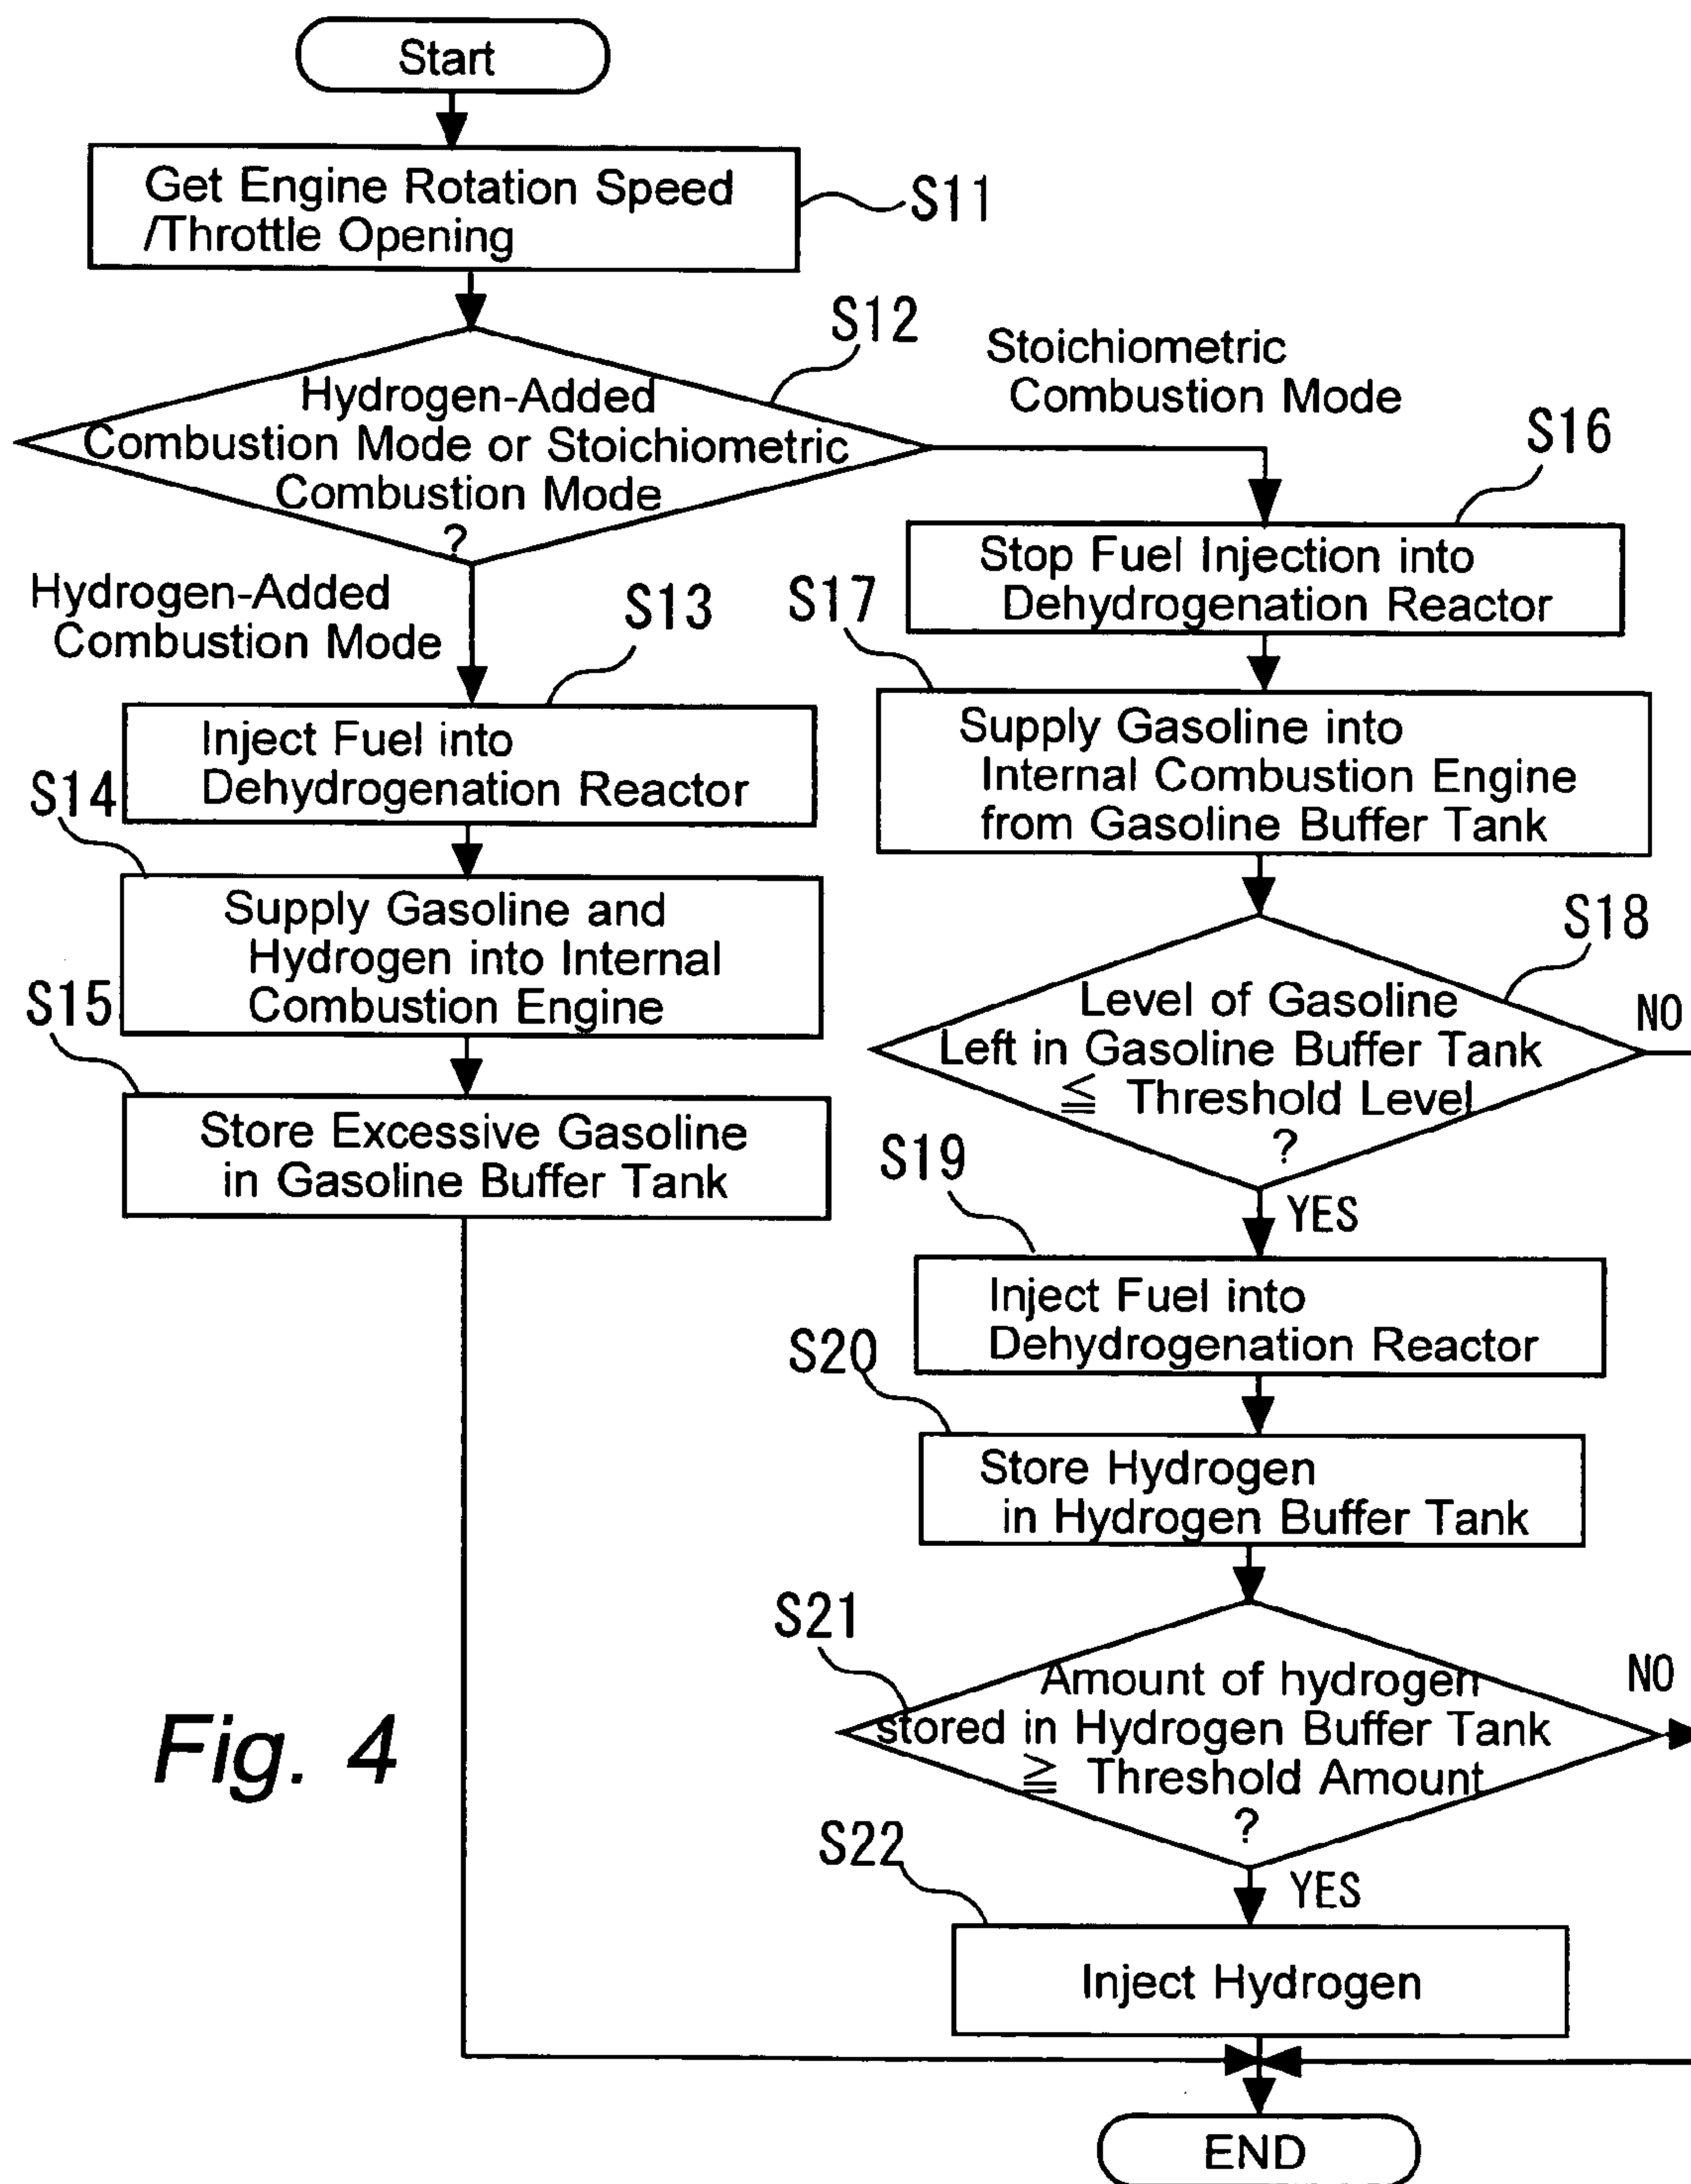 Start
Get Engine Rotation Speed
/Throttle Opening
S11
S12
Hydrogen-Added
Combustion Mode or Stoichiometric
Combustion Mode
?
Stoichiometric
Combustion Mode
Hydrogen-Added
Combustion Mode
S13
Inject Fuel into
Dehydrogenation Reactor
S14
Supply Gasoline and
Hydrogen into Internal
Combustion Engine
S15
Store Excessive Gasoline
in Gasoline Buffer Tank
S16
Stop Fuel Injection into
Dehydrogenation Reactor
S17
Supply Gasoline into
Internal Combustion Engine
from Gasoline Buffer Tank
S18
Level of Gasoline
Left in Gasoline Buffer Tank
≦ Threshold Level
?
NO
YES
S19
Inject Fuel into
Dehydrogenation Reactor
S20
Store Hydrogen
in Hydrogen Buffer Tank
S21
Amount of hydrogen
stored in Hydrogen Buffer Tank
≧ Threshold Amount
?
NO
YES
S22
Inject Hydrogen
END
Fig. 4